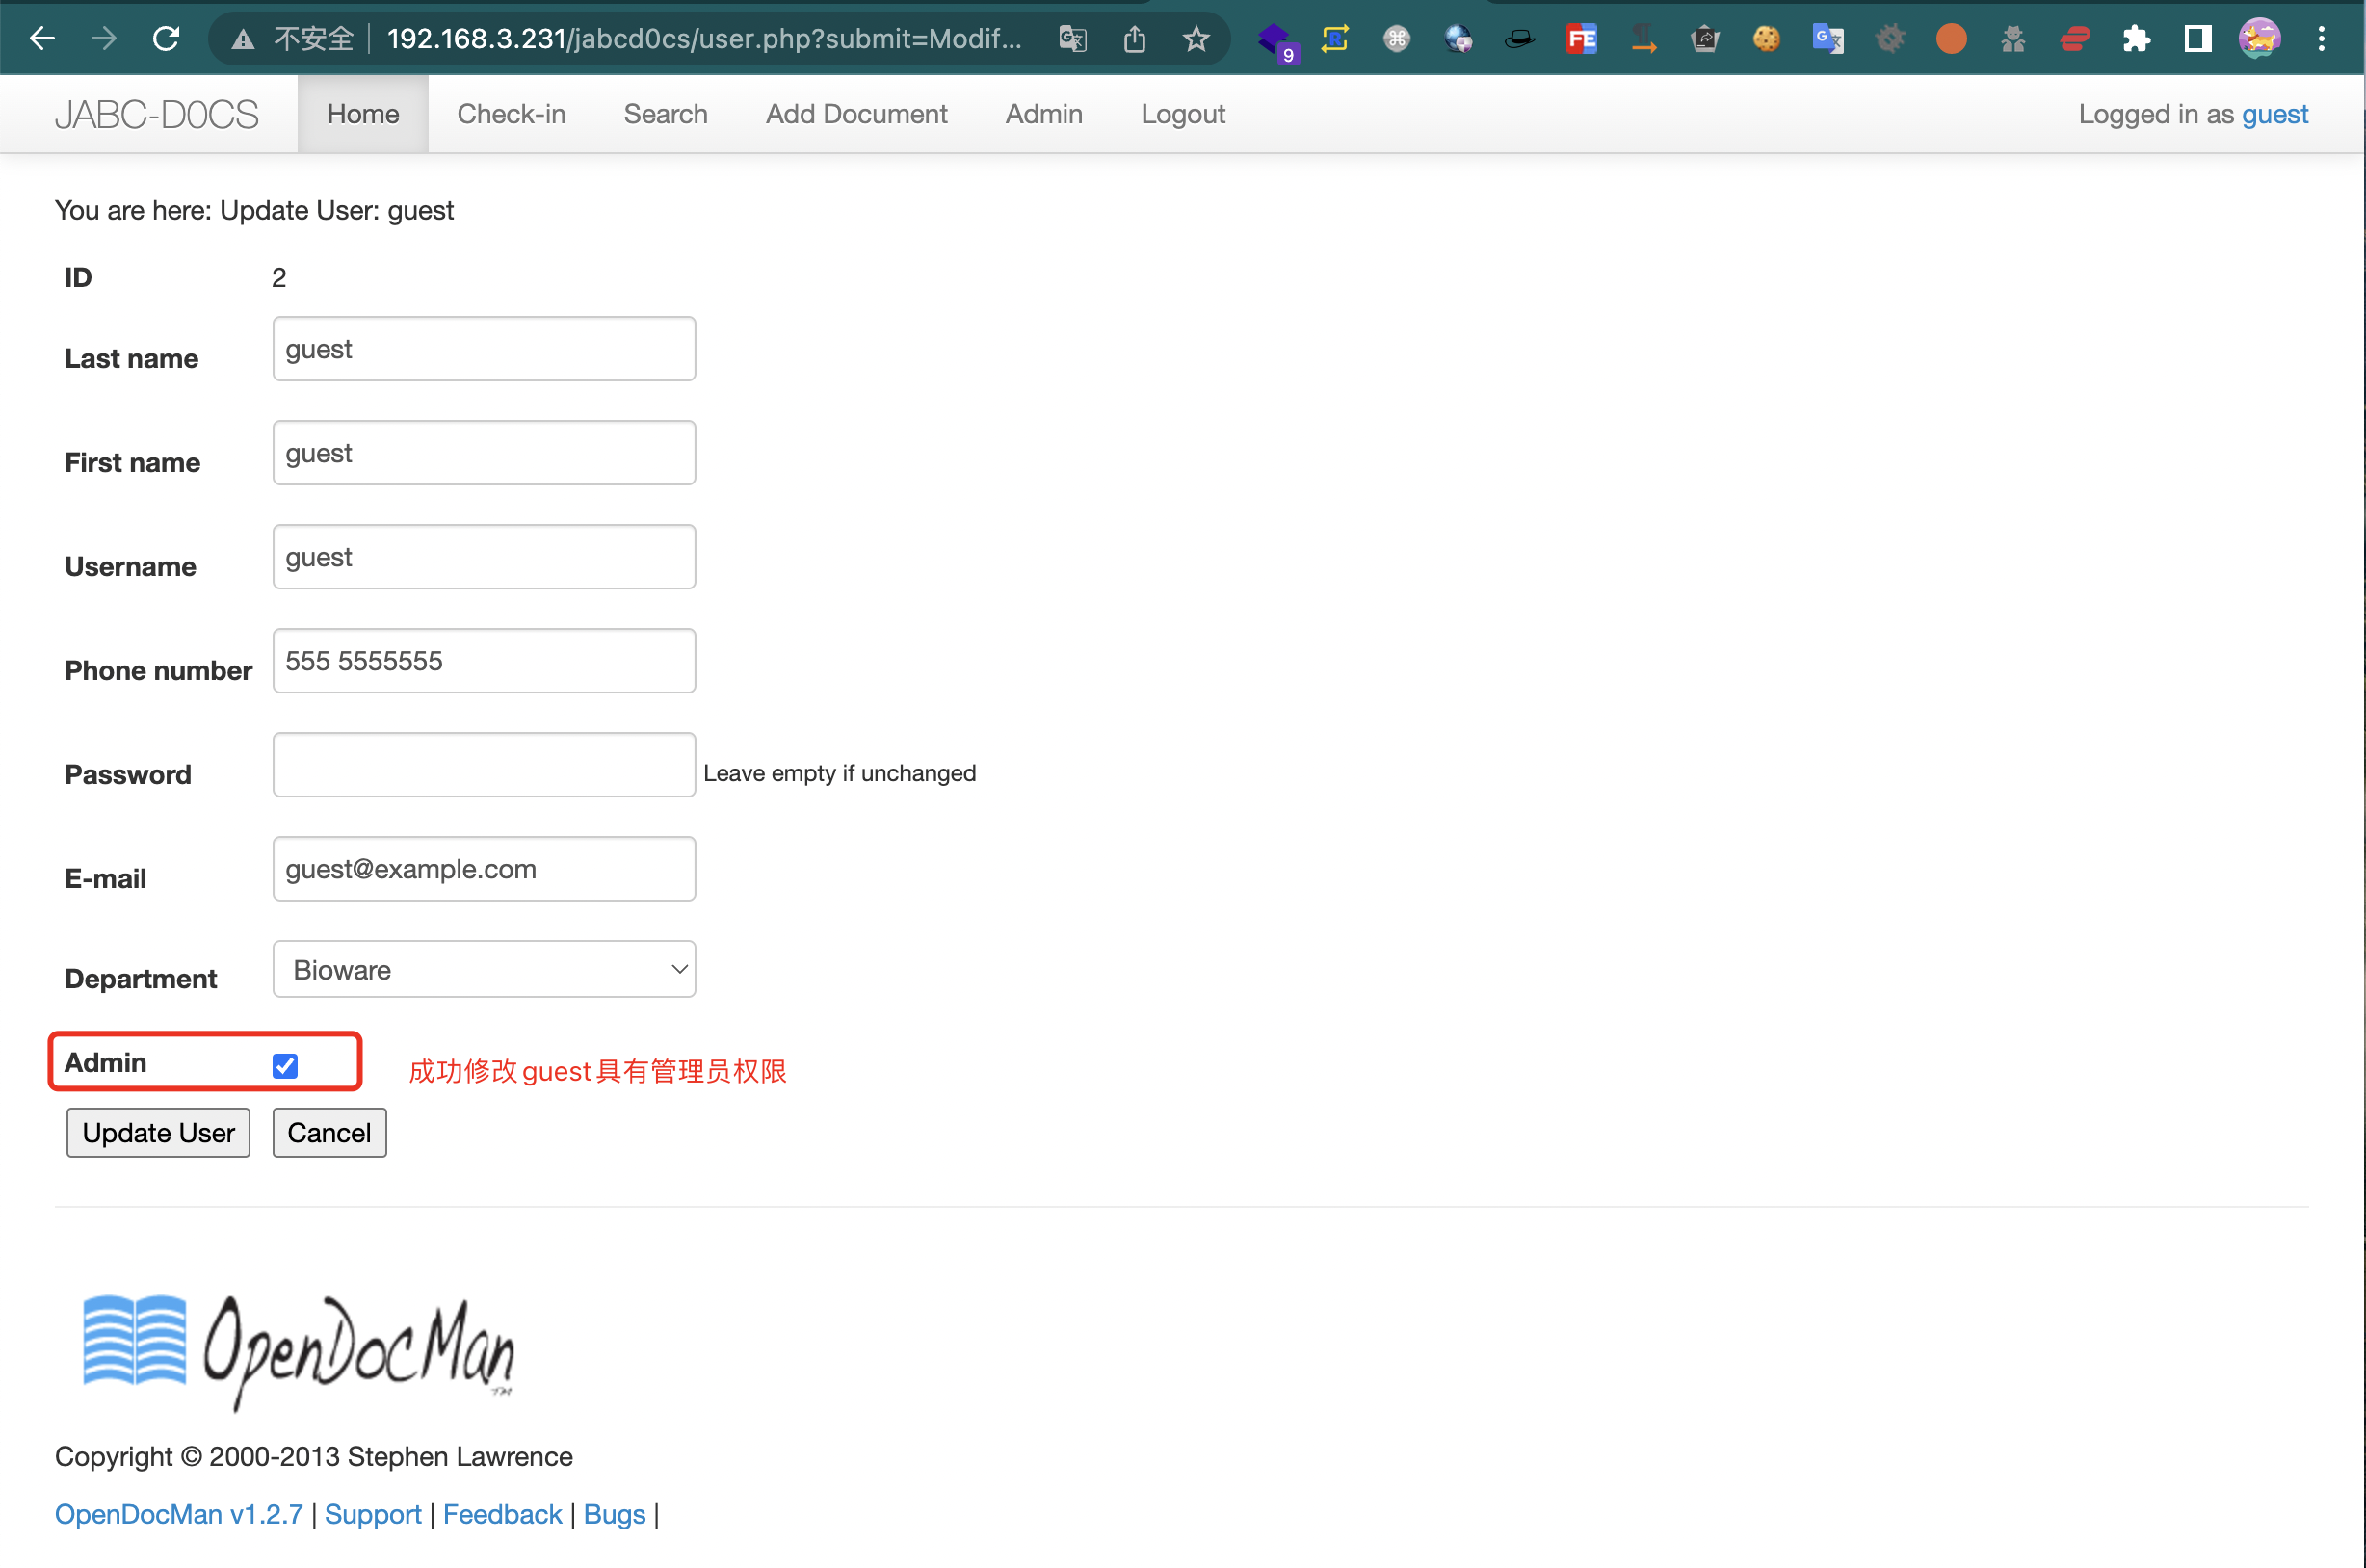 不安全 192.168.3.231/jabcd0cs/user.php?submit=Modif... 9 FE
JABC-D0CS Home Check-in Search Add Document Admin Logout Logged in as guest
You are here: Update User: guest
ID 2
Last name guest
First name guest
Username guest
Phone number 555 5555555
Password Leave empty if unchanged
E-mail guest@example.com
Department Bioware
Admin 成功修改guest具有管理员权限
Update User Cancel
OpenDocMan™
Copyright © 2000-2013 Stephen Lawrence
OpenDocMan v1.2.7 | Support | Feedback | Bugs |